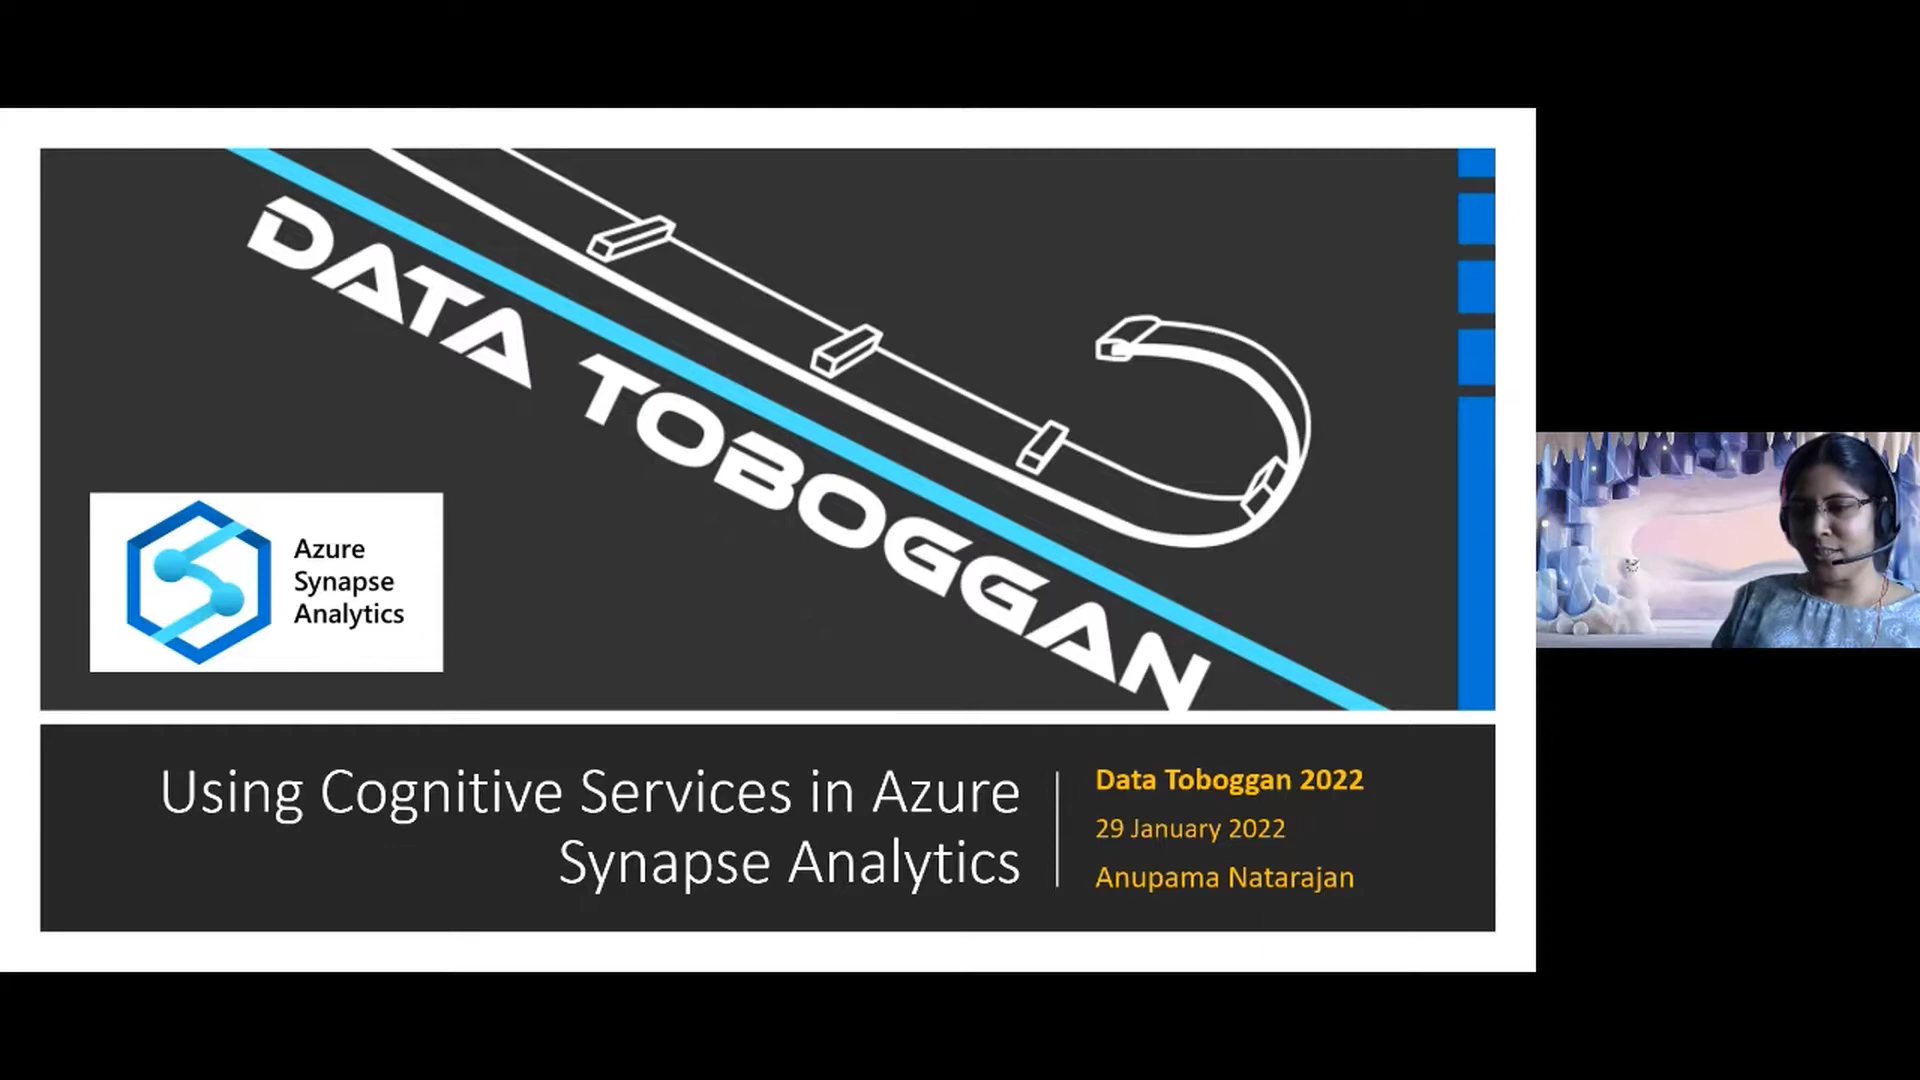 DATA TOBOGGAN
Azure
Synapse
Analytics
Using Cognitive Services in Azure
Synapse Analytics
Data Toboggan 2022
29 January 2022
Anupama Natarajan